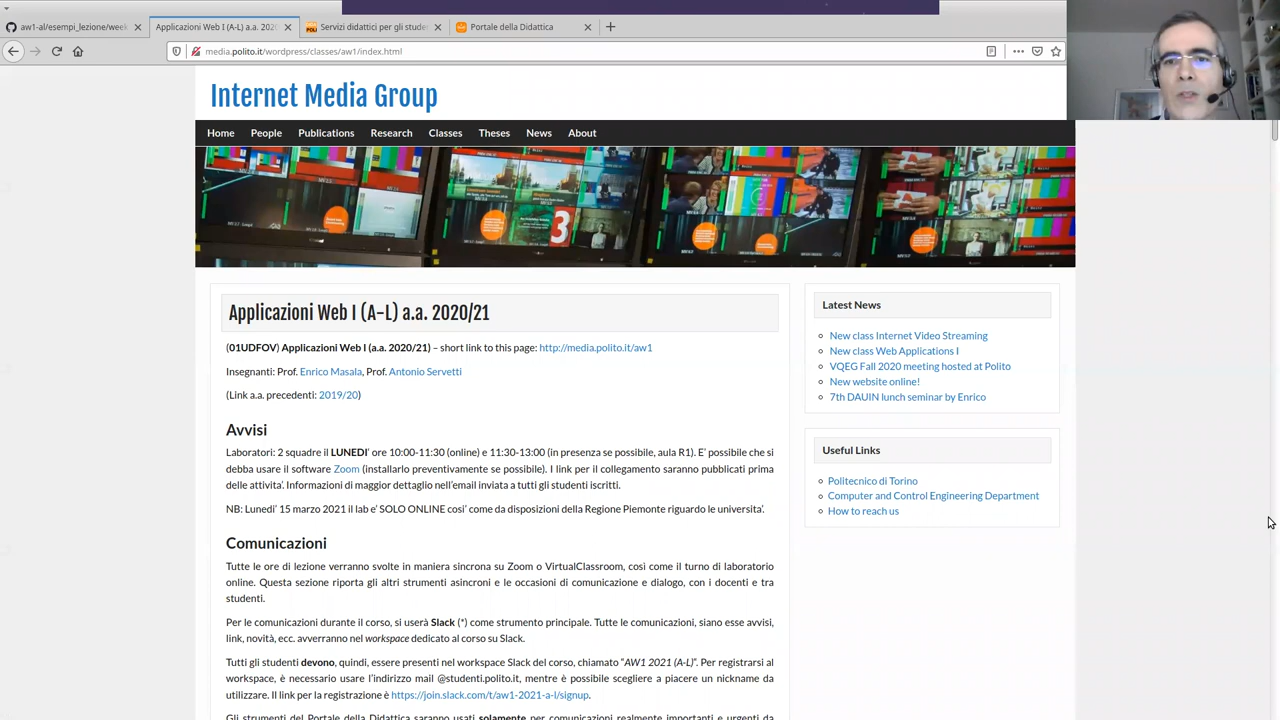 aw1-al/esempi_lezione/week
Applicazioni Web I (A-L) a.a. 202
Servizi didattici per gli stude
Portale della Didattica
media.polito.it/wordpress/classes/aw1/index.html
Internet Media Group
Home People Publications Research Classes Theses News About
Applicazioni Web I (A-L) a.a. 2020/21
(01UDFOV) Applicazioni Web I (a.a. 2020/21) – short link to this page: http://media.polito.it/aw1
Insegnanti: Prof. Enrico Masala, Prof. Antonio Servetti
(Link a.a. precedenti: 2019/20)
Avvisi
Laboratori: 2 squadre il LUNEDI' ore 10:00-11:30 (online) e 11:30-13:00 (in presenza se possibile, aula R1). E' possibile che si
debba usare il software Zoom (installarlo preventivamente se possibile). I link per il collegamento saranno pubblicati prima
delle attivita'. Informazioni di maggior dettaglio nell'email inviata a tutti gli studenti iscritti.
NB: Lunedi' 15 marzo 2021 il lab e' SOLO ONLINE cosi' come da disposizioni della Regione Piemonte riguardo le universita'.
Comunicazioni
Tutte le ore di lezione verranno svolte in maniera sincrona su Zoom o VirtualClassroom, così come il turno di laboratorio
online. Questa sezione riporta gli altri strumenti asincroni e le occasioni di comunicazione e dialogo, con i docenti e tra
studenti.
Per le comunicazioni durante il corso, si userà Slack (*) come strumento principale. Tutte le comunicazioni, siano esse avvisi,
link, novità, ecc. avverranno nel workspace dedicato al corso su Slack.
Tutti gli studenti devono, quindi, essere presenti nel workspace Slack del corso, chiamato "AW1 2021 (A-L)". Per registrarsi al
workspace, è necessario usare l'indirizzo mail @studenti.polito.it, mentre è possibile scegliere a piacere un nickname da
utilizzare. Il link per la registrazione è https://join.slack.com/t/aw1-2021-a-l/signup.
Gli strumenti del Portale della Didattica saranno usati solamente per comunicazioni realmente importanti e urgenti da
Latest News
New class Internet Video Streaming
New class Web Applications I
VQEG Fall 2020 meeting hosted at Polito
New website online!
7th DAUIN lunch seminar by Enrico
Useful Links
Politecnico di Torino
Computer and Control Engineering Department
How to reach us